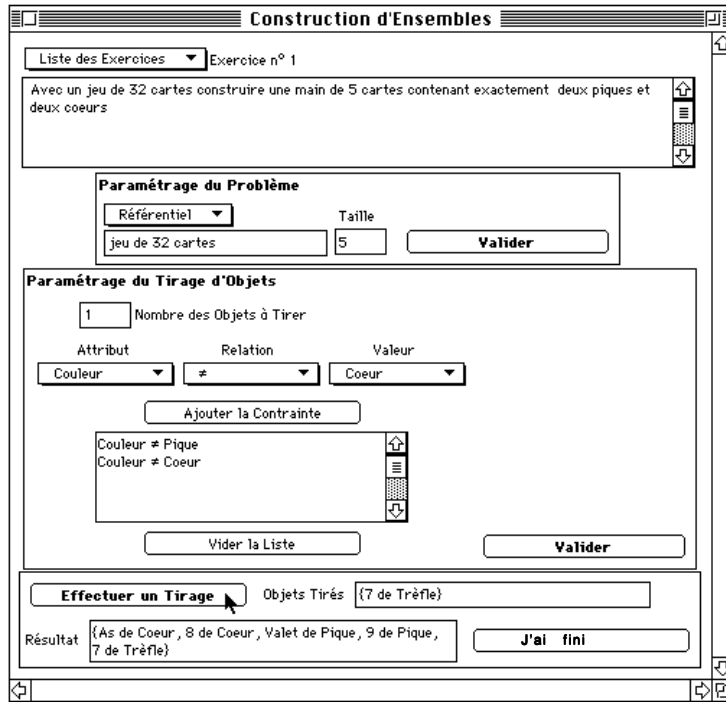 Construction d'Ensembles
Liste des Exercices Exercice n° 1
Avec un jeu de 32 cartes construire une main de 5 cartes contenant exactement deux piques et
deux coeurs
Paramétrage du Problème
Référentiel Taille
jeu de 32 cartes 5 Valider
Paramétrage du Tirage d'Objets
1 Nombre des Objets à Tirer
Attribut Relation Valeur
Couleur ≠ Coeur
Ajouter la Contrainte
Couleur ≠ Pique
Couleur ≠ Coeur
Vider la Liste Valider
Effectuer un Tirage Objets Tirés {7 de Trèfle}
Résultat {As de Coeur, 8 de Coeur, Valet de Pique, 9 de Pique,
7 de Trèfle} J'ai fini